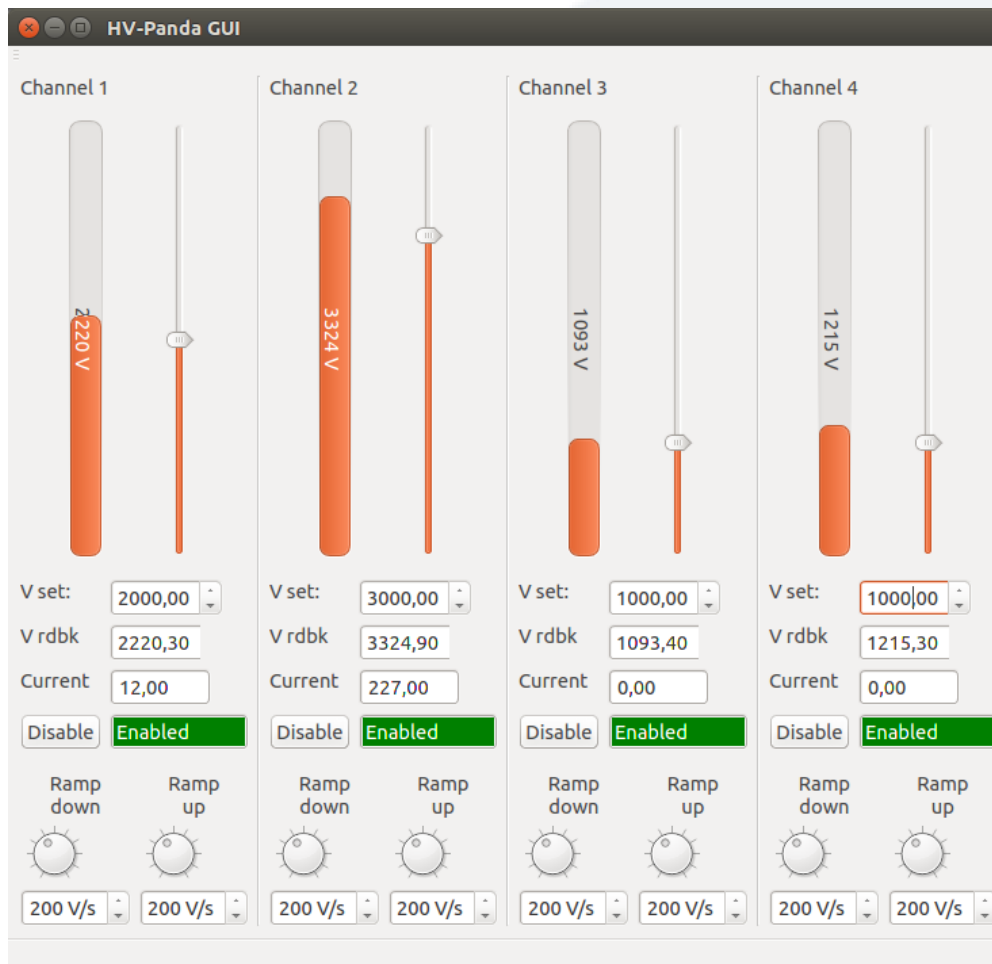 HV-Panda GUI
Channel 1
Channel 2
Channel 3
Channel 4
2220 V
3324 V
1093 V
1215 V
V set: 2000,00
V rdbk 2220,30
Current 12,00
Disable Enabled
V set: 3000,00
V rdbk 3324,90
Current 227,00
Disable Enabled
V set: 1000,00
V rdbk 1093,40
Current 0,00
Disable Enabled
V set: 1000,00
V rdbk 1215,30
Current 0,00
Disable Enabled
Ramp down
Ramp up
Ramp down
Ramp up
Ramp down
Ramp up
Ramp down
Ramp up
200 V/s 200 V/s 200 V/s 200 V/s 200 V/s 200 V/s 200 V/s 200 V/s